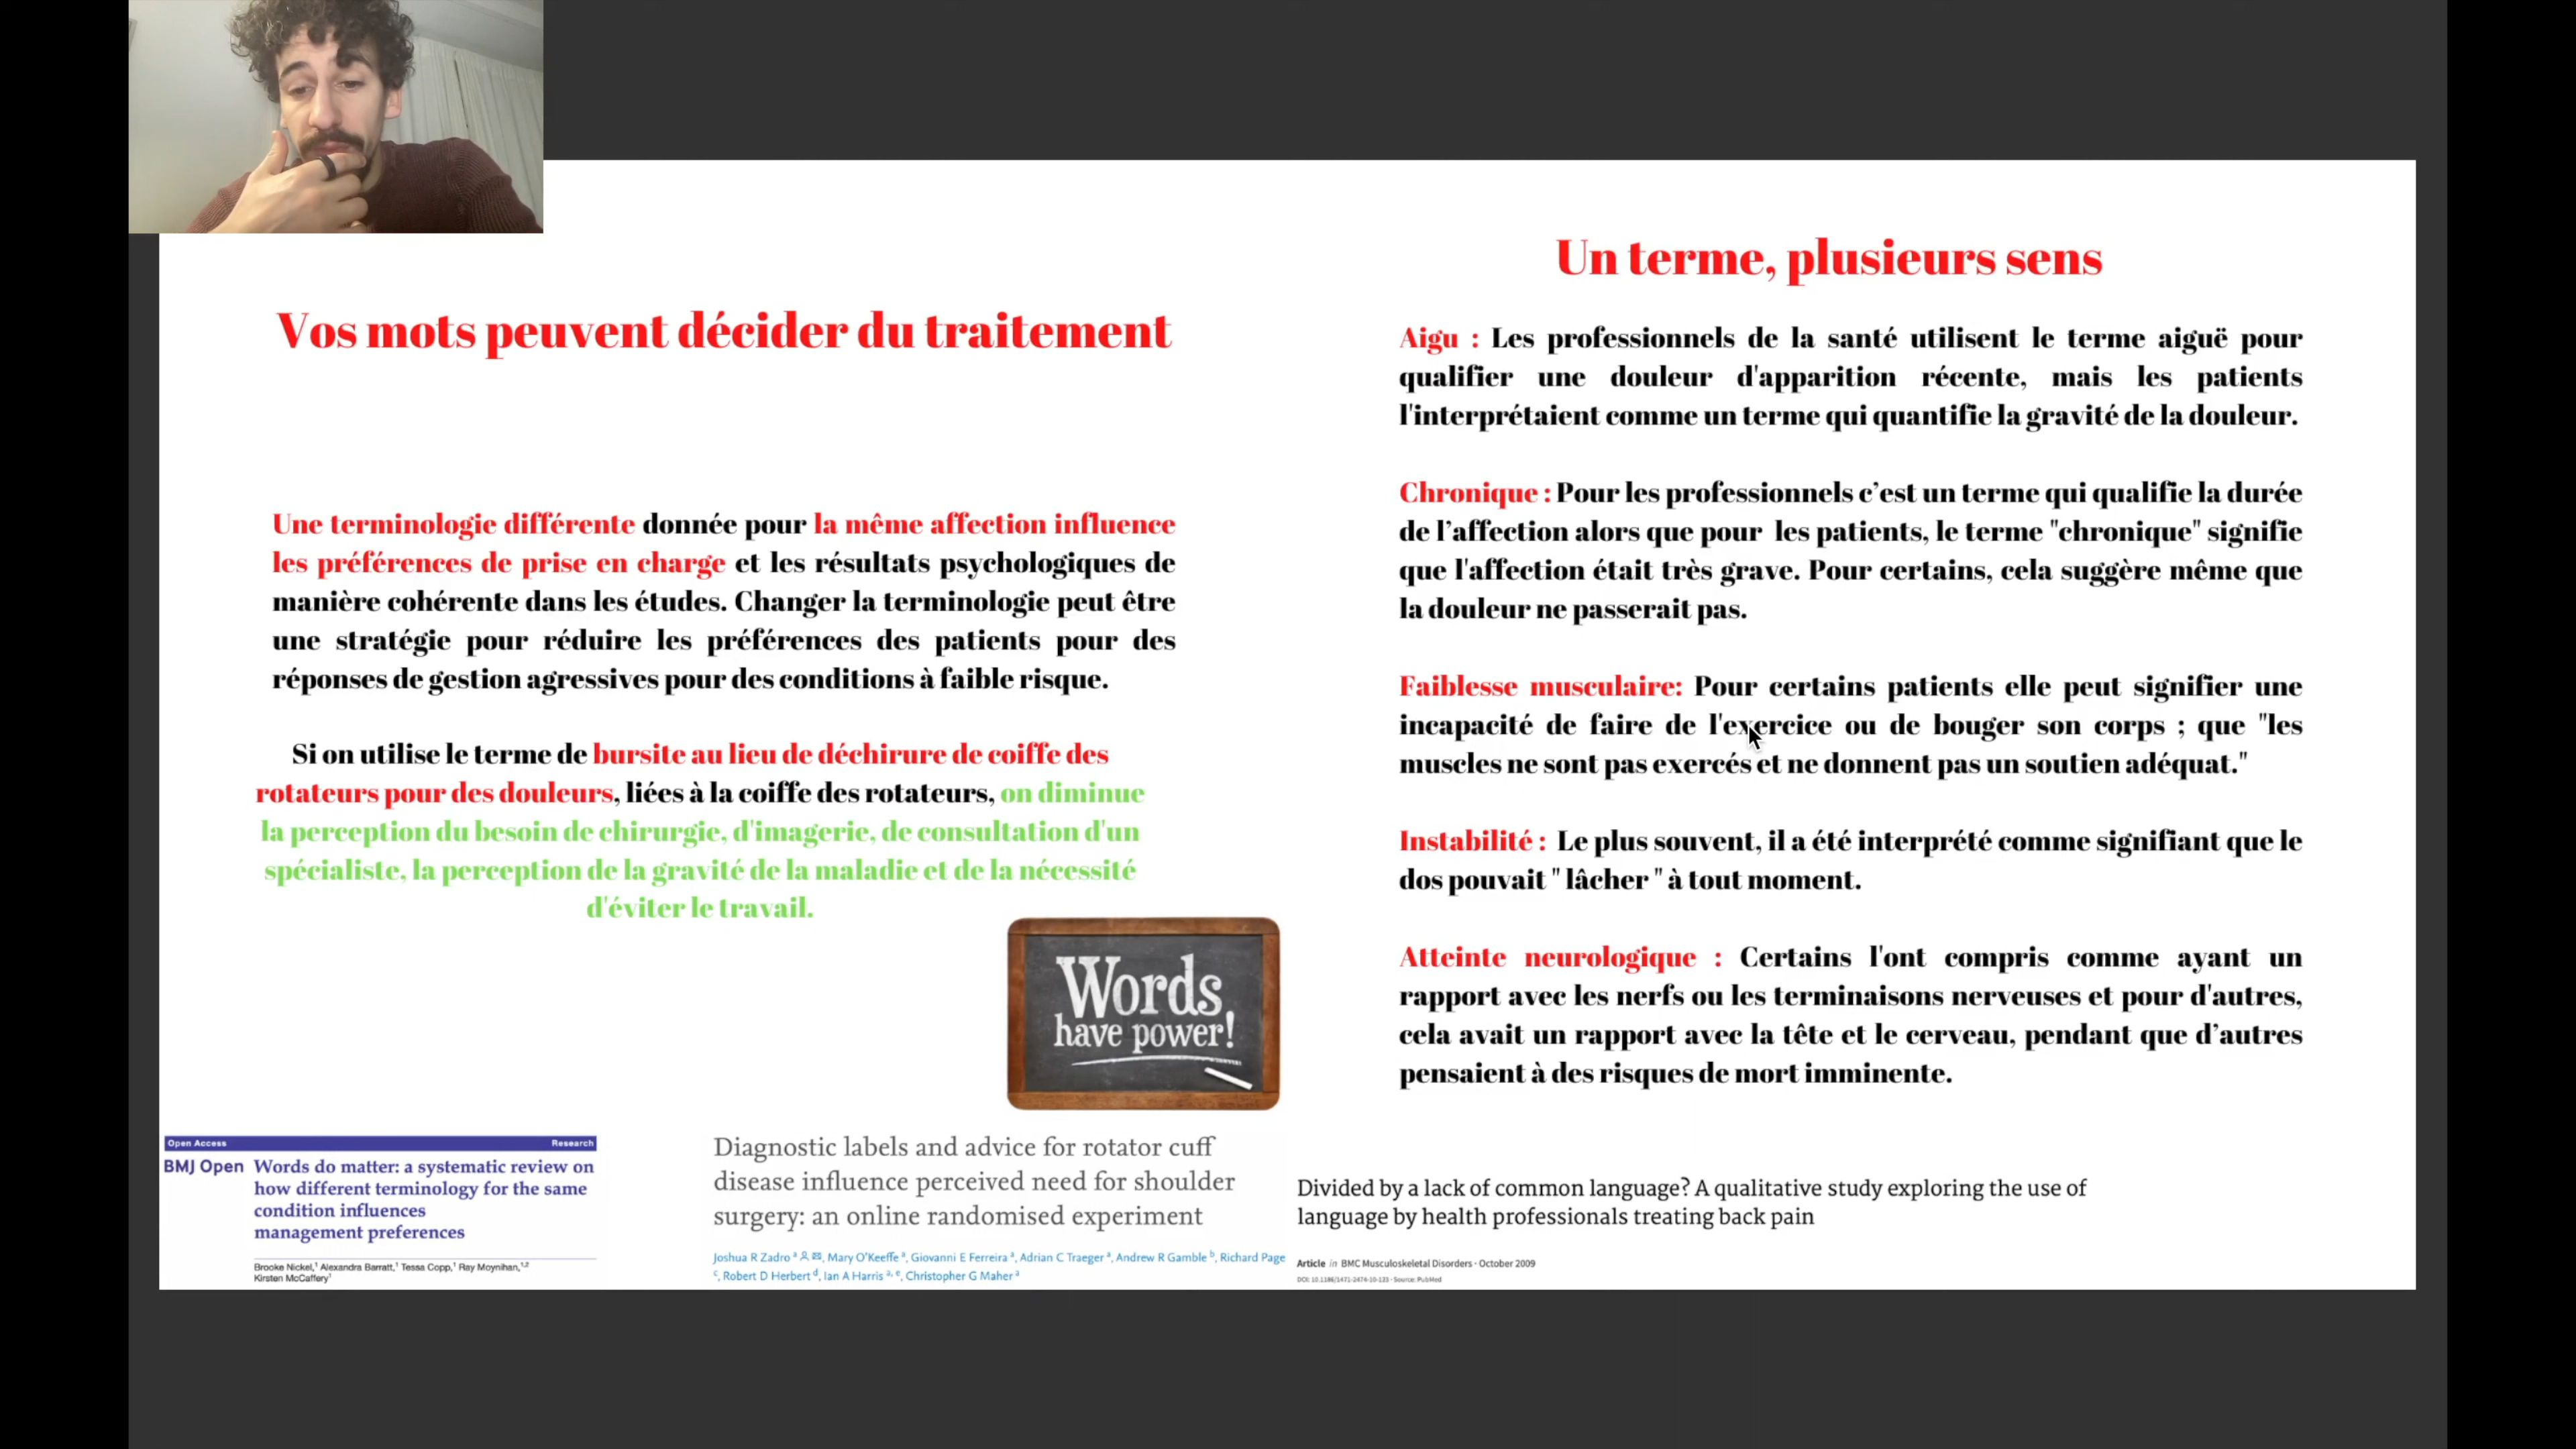 Vos mots peuvent décider du traitement
Une terminologie différente donnée pour la même affection influence
les préférences de prise en charge et les résultats psychologiques de
manière cohérente dans les études. Changer la terminologie peut être
une stratégie pour réduire les préférences des patients pour des
réponses de gestion agressives pour des conditions à faible risque.
Si on utilise le terme de bursite au lieu de déchirure de coiffe des
rotateurs pour des douleurs, liées à la coiffe des rotateurs, on diminue
la perception du besoin de chirurgie, d'imagerie, de consultation d'un
spécialiste, la perception de la gravité de la maladie et de la nécessité
d'éviter le travail.
Words
have power!
Open Access Research
BMJ Open Words do matter: a systematic review on
how different terminology for the same
condition influences
management preferences
Brooke Nickel,¹ Alexandra Barratt,¹ Tessa Copp,¹ Ray Moynihan,¹,²
Kirsten McCaffery¹
Diagnostic labels and advice for rotator cuff
disease influence perceived need for shoulder
surgery: an online randomised experiment
Joshua R Zadro ᵃ, Mary O'Keeffe ᵃ, Giovanni E Ferreira ᵃ, Adrian C Traeger ᵃ, Andrew R Gamble ᵇ, Richard Page
ᶜ, Robert D Herbert ᵈ, Ian A Harris ᵃ, ᵉ, Christopher G Maher ᵃ
Un terme, plusieurs sens
Aigu : Les professionnels de la santé utilisent le terme aiguë pour
qualifier une douleur d'apparition récente, mais les patients
l'interprétaient comme un terme qui quantifie la gravité de la douleur.
Chronique : Pour les professionnels c’est un terme qui qualifie la durée
de l’affection alors que pour les patients, le terme "chronique" signifie
que l'affection était très grave. Pour certains, cela suggère même que
la douleur ne passerait pas.
Faiblesse musculaire: Pour certains patients elle peut signifier une
incapacité de faire de l'exercice ou de bouger son corps ; que "les
muscles ne sont pas exercés et ne donnent pas un soutien adéquat."
Instabilité : Le plus souvent, il a été interprété comme signifiant que le
dos pouvait " lâcher " à tout moment.
Atteinte neurologique : Certains l'ont compris comme ayant un
rapport avec les nerfs ou les terminaisons nerveuses et pour d'autres,
cela avait un rapport avec la tête et le cerveau, pendant que d’autres
pensaient à des risques de mort imminente.
Divided by a lack of common language? A qualitative study exploring the use of
language by health professionals treating back pain
Article in BMC Musculoskeletal Disorders · October 2009
DOI: 10.1186/1471-2474-10-123 · Source: PubMed